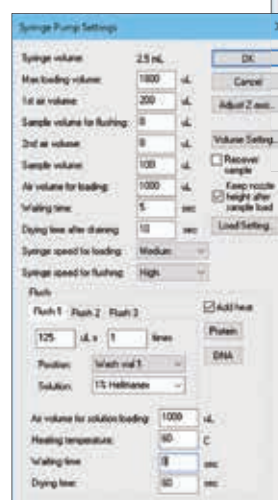 Syringe Pump Settings
Syringe volume: 2.5 mL OK
Max loading volume: 1800 uL Cancel
1st air volume: 200 uL Adjust Z axis...
Sample volume for flushing: 0 uL
2nd air volume: 0 uL Volume Setting...
Sample volume: 100 uL Recover sample
Air volume for loading: 1000 uL Keep nozzle height after sample load
Waiting time: 5 sec
Drying time after draining: 10 sec Load Setting...
Syringe speed for loading: Medium
Syringe speed for flushing: High
Flush
Flush 1 Flush 2 Flush 3 Add heat
125 uL x 1 times Protein
Position: Wash vial 1 DNA
Solution: 1% Hellmanex
Air volume for solution loading: 1000 uL
Heating temperature: 60 C
Waiting time: sec
Drying time: 60 sec